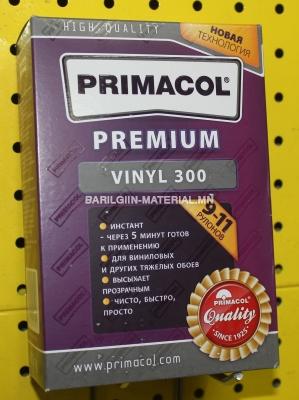 HIGH QUALITY
НОВАЯ
ТЕХНОЛОГИЯ
PRIMACOL®
PREMIUM
VINYL 300
BARILGIIN-MATERIAL.MN
9-11
РУЛОНОВ
• ИНСТАНТ
- ЧЕРЕЗ 5 МИНУТ ГОТОВ
К ПРИМЕНЕНИЮ
• ДЛЯ ВИНИЛОВЫХ
И ДРУГИХ ТЯЖЕЛЫХ ОБОЕВ
• ВЫСЫХАЕТ
ПРОЗРАЧНЫМ
• ЧИСТО, БЫСТРО,
ПРОСТО
PRIMACOL
Quality
SINCE 1925
www.primacol.com